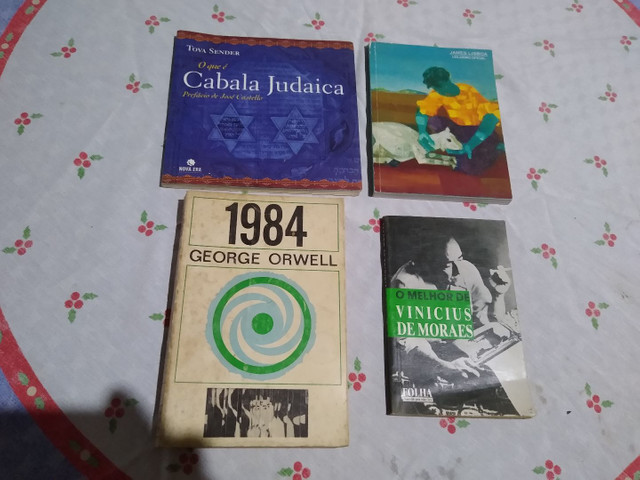 TOVA SENDER
O que é
Cabala Judaica
Prefácio de José Castello
NOVA ERA
1984
GEORGE ORWELL
O MELHOR DE
VINICIUS
DE MORAES
FOLHA